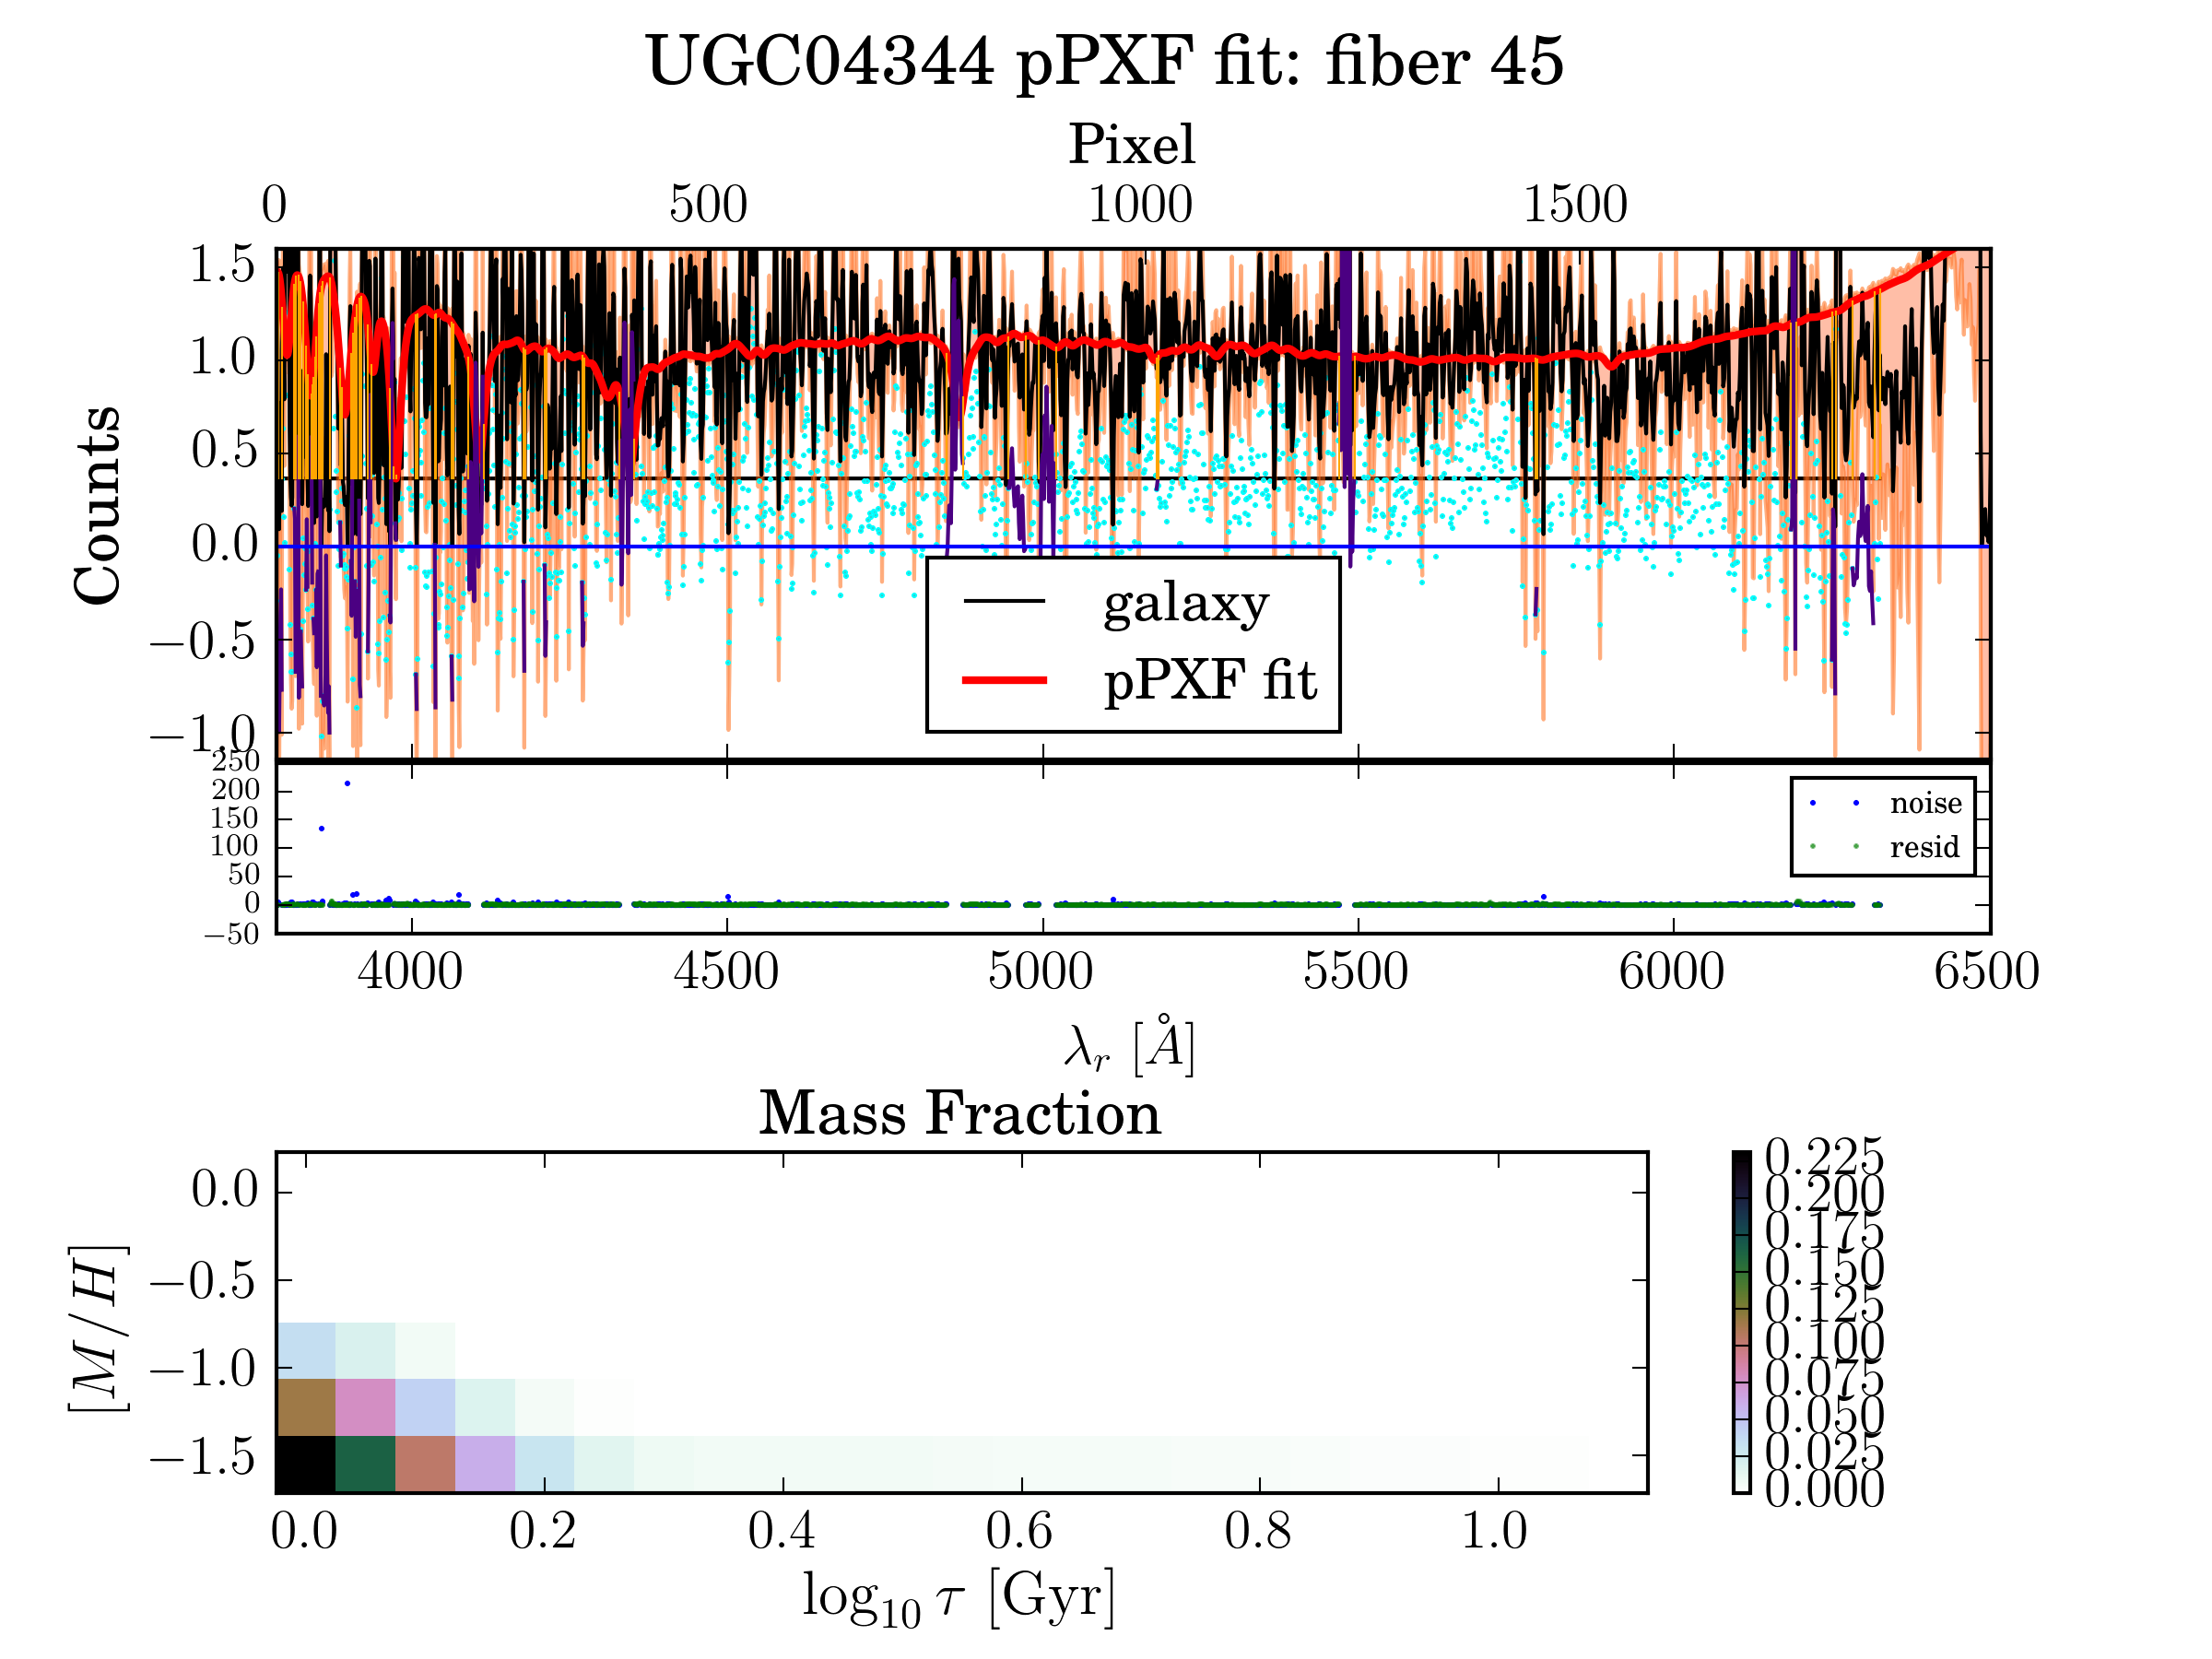 UGC04344 pPXF fit: fiber 45
Pixel
0 500 1000 1500
1.5
1.0
0.5
0.0
−0.5
−1.0
Counts
galaxy
pPXF fit
250
200
150
100
50
0
−50
noise
resid
4000 4500 5000 5500 6000 6500
λr [Å]
Mass Fraction
0.0
−0.5
−1.0
−1.5
[M/H]
0.225
0.200
0.175
0.150
0.125
0.100
0.075
0.050
0.025
0.000
0.0 0.2 0.4 0.6 0.8 1.0
log10 τ [Gyr]